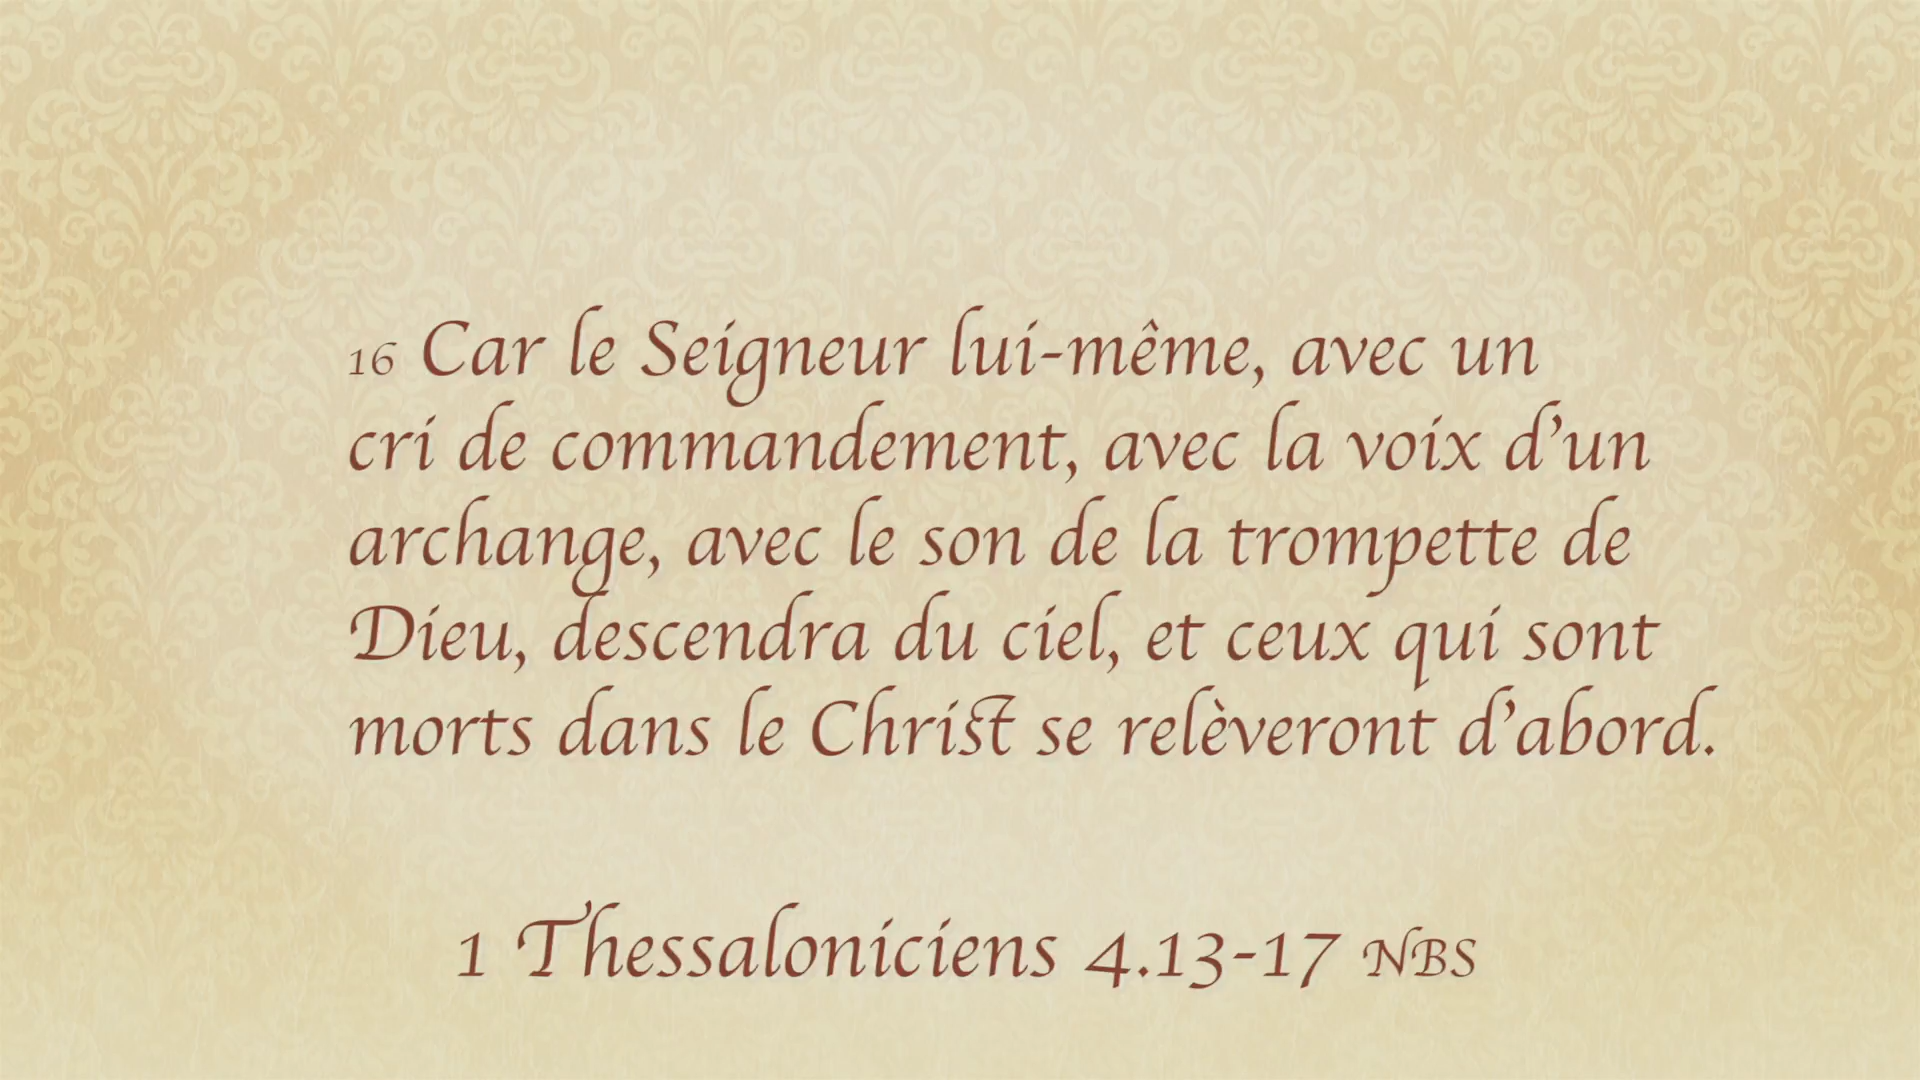 16 Car le Seigneur lui-même, avec un
cri de commandement, avec la voix d'un
archange, avec le son de la trompette de
Dieu, descendra du ciel, et ceux qui sont
morts dans le Christ se relèveront d'abord.
1 Thessaloniciens 4.13-17 NBS